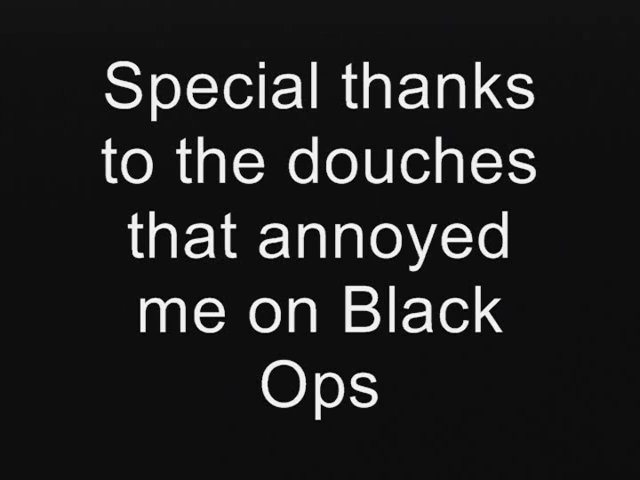 Special thanks
to the douches
that annoyed
me on Black
Ops